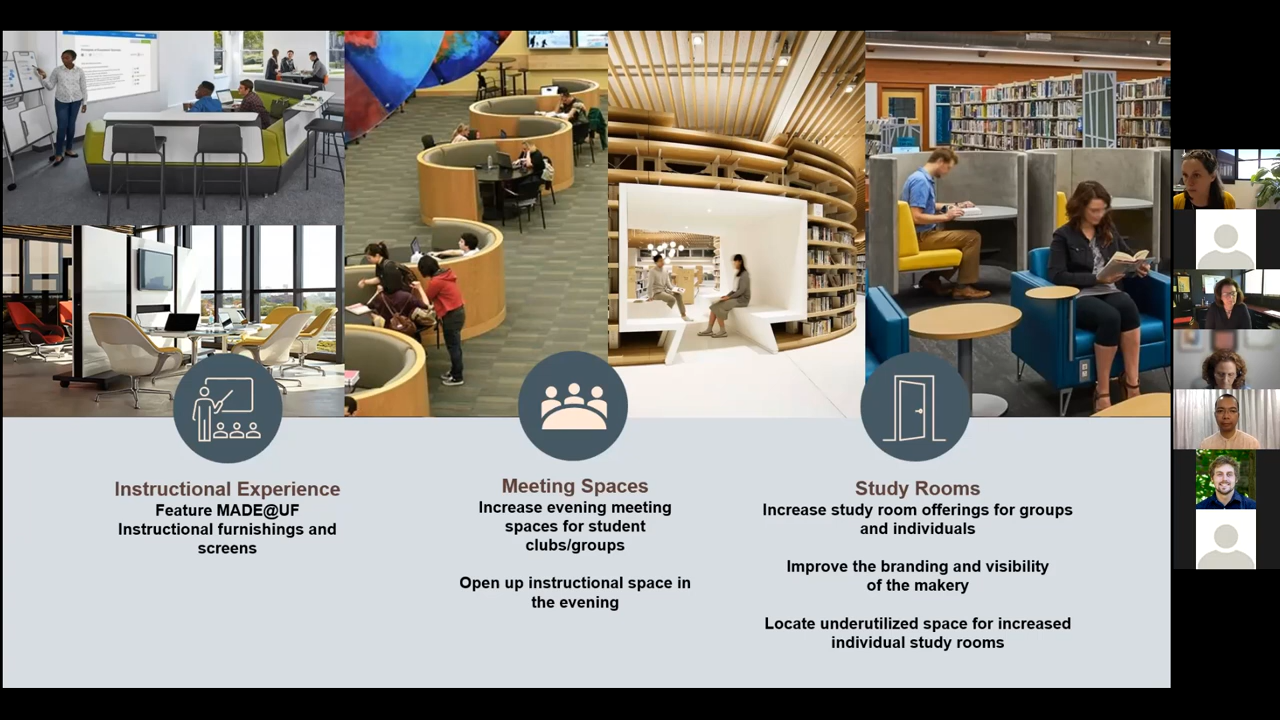 Instructional Experience
Feature MADE@UF
Instructional furnishings and
screens
Meeting Spaces
Increase evening meeting
spaces for student
clubs/groups
Open up instructional space in
the evening
Study Rooms
Increase study room offerings for groups
and individuals
Improve the branding and visibility
of the makery
Locate underutilized space for increased
individual study rooms